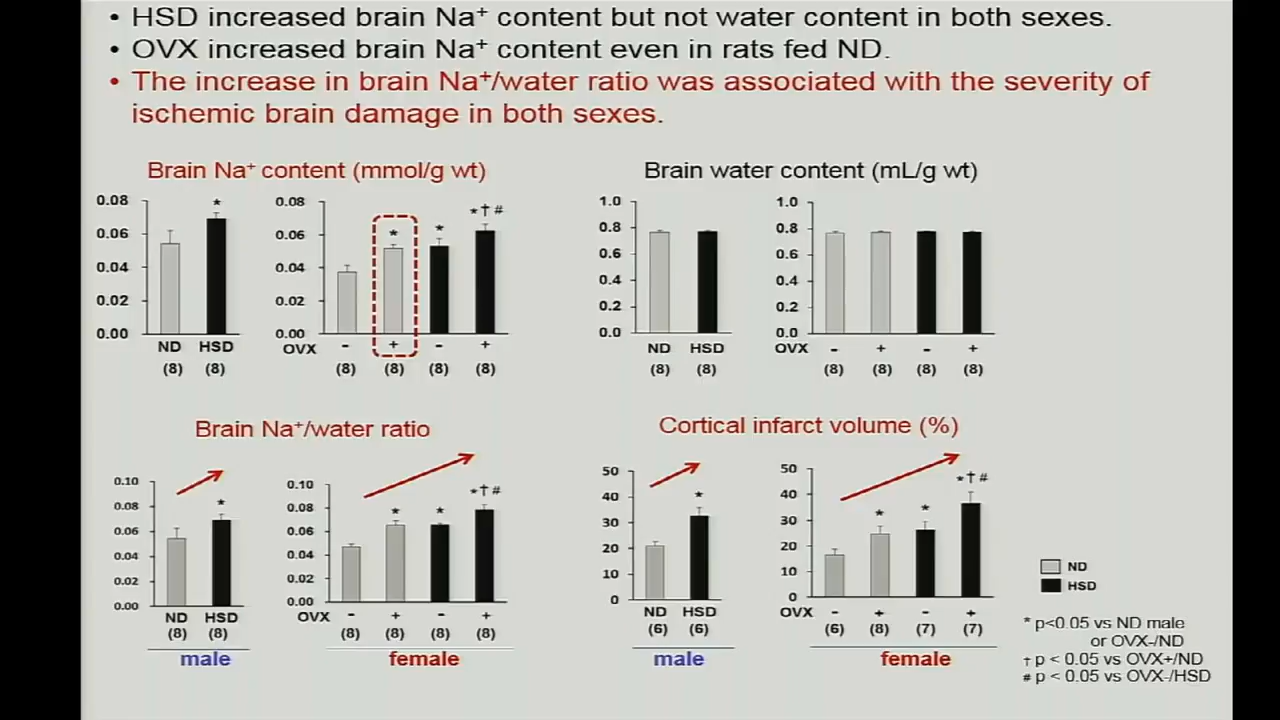 • HSD increased brain Na⁺ content but not water content in both sexes.
• OVX increased brain Na⁺ content even in rats fed ND.
• The increase in brain Na⁺/water ratio was associated with the severity of
ischemic brain damage in both sexes.
Brain Na⁺ content (mmol/g wt)
0.08
0.06
0.04
0.02
0.00
*
ND HSD
(8) (8)
0.08
0.06
0.04
0.02
0.00
* * *†#
OVX - + - +
(8) (8) (8) (8)
Brain water content (mL/g wt)
1.0
0.8
0.6
0.4
0.2
0.0
ND HSD
(8) (8)
1.0
0.8
0.6
0.4
0.2
0.0
OVX - + - +
(8) (8) (8) (8)
Brain Na⁺/water ratio
0.10
0.08
0.06
0.04
0.02
0.00
*
ND HSD
(8) (8)
male
0.10
0.08
0.06
0.04
0.02
0.00
* * *†#
OVX - + - +
(8) (8) (8) (8)
female
Cortical infarct volume (%)
50
40
30
20
10
0
*
ND HSD
(6) (6)
male
50
40
30
20
10
0
* * *†#
OVX - + - +
(6) (8) (7) (7)
female
ND
HSD
* p<0.05 vs ND male
or OVX-/ND
† p < 0.05 vs OVX+/ND
# p < 0.05 vs OVX-/HSD